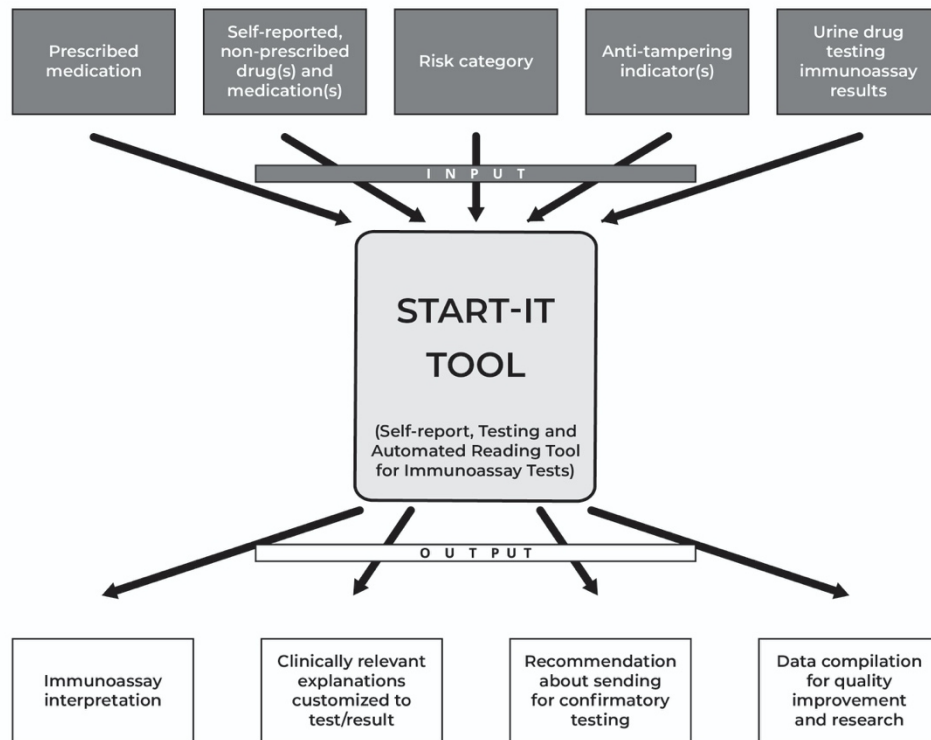 Prescribed
medication
Self-reported,
non-prescribed
drug(s) and
medication(s)
Risk category
Anti-tampering
indicator(s)
Urine drug
testing
immunoassay
results
INPUT
START-IT
TOOL
(Self-report, Testing and
Automated Reading Tool
for Immunoassay Tests)
OUTPUT
Immunoassay
interpretation
Clinically relevant
explanations
customized to
test/result
Recommendation
about sending
for confirmatory
testing
Data compilation
for quality
improvement
and research